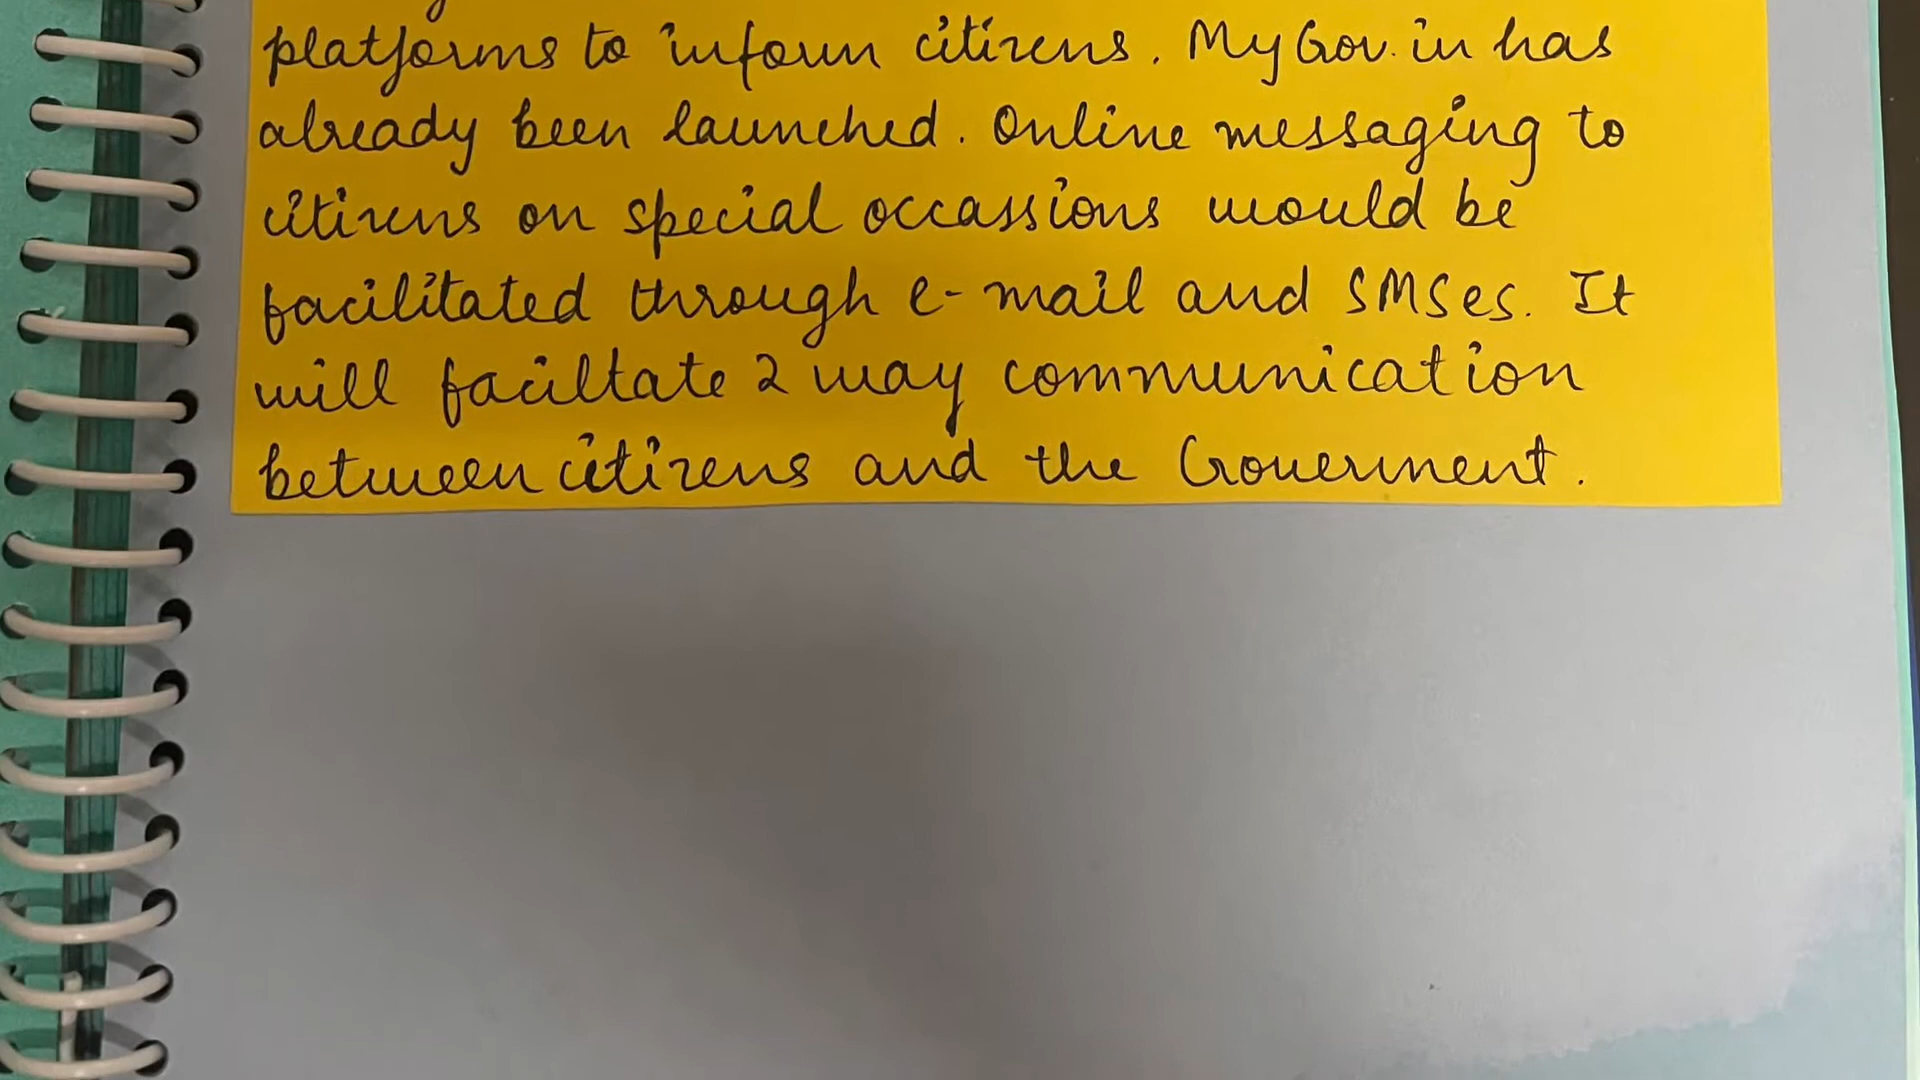 platforms to inform citizens. MyGov.in has
already been launched. Online messaging to
citizens on special occassions would be
facilitated through e-mail and SMSes. It
will faciltate 2 way communication
between citizens and the Government.